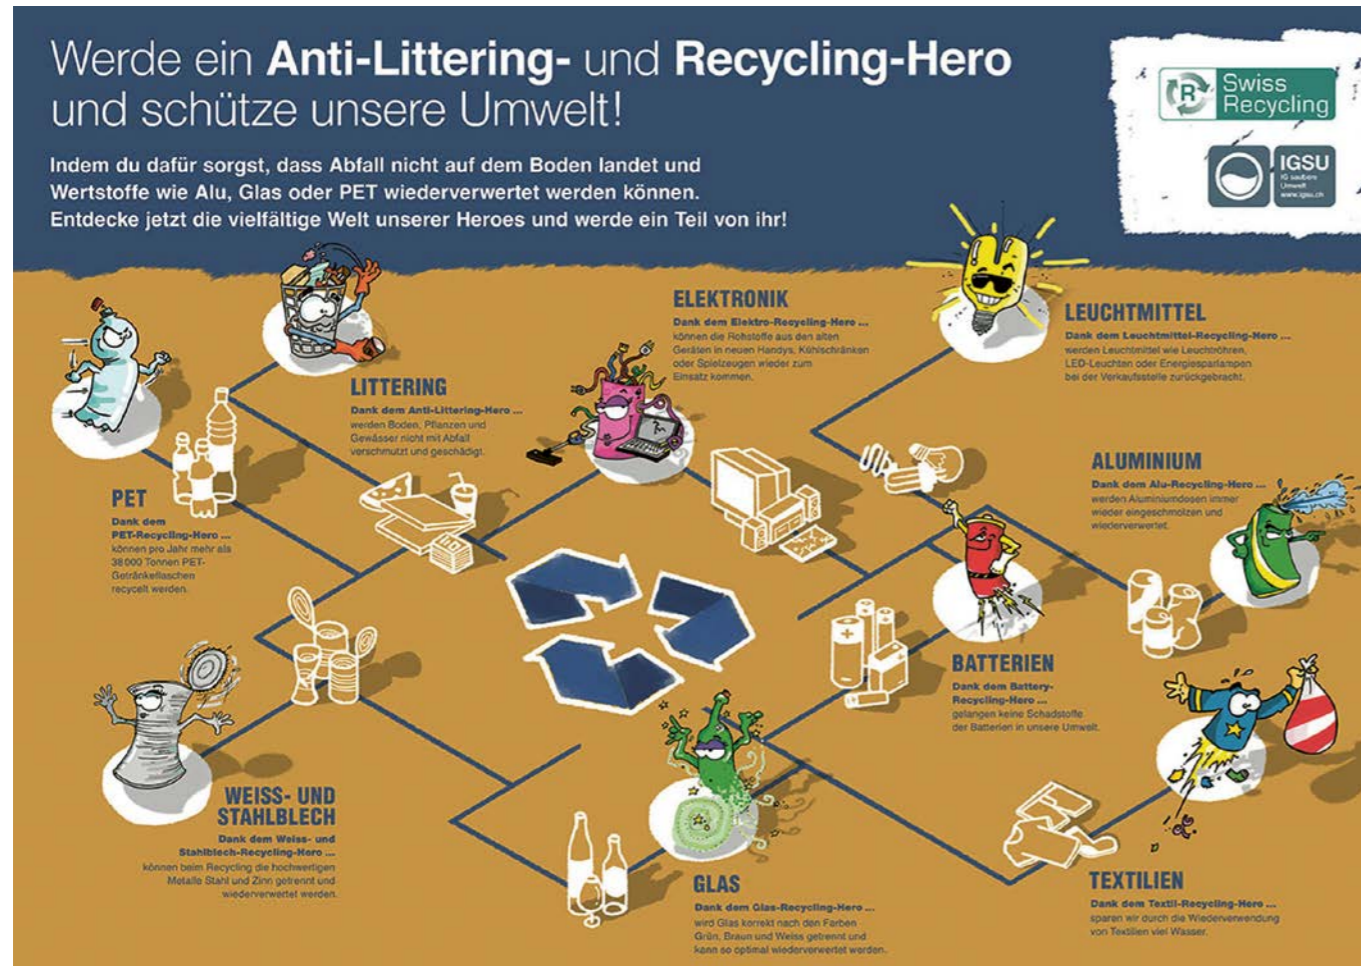 Werde ein Anti-Littering- und Recycling-Hero
und schütze unsere Umwelt!
Indem du dafür sorgst, dass Abfall nicht auf dem Boden landet und
Wertstoffe wie Alu, Glas oder PET wiederverwertet werden können.
Entdecke jetzt die vielfältige Welt unserer Heroes und werde ein Teil von ihr!
R
Swiss
Recycling
IGSU
IG saubere
Umwelt
www.igsu.ch
LITTERING
Dank dem Anti-Littering-Hero ...
werden Boden, Pflanzen und
Gewässer nicht mit Abfall
verschmutzt und geschädigt.
ELEKTRONIK
Dank dem Elektro-Recycling-Hero ...
können die Rohstoffe aus den alten
Geräten in neuen Handys, Kühlschränken
oder Spielzeugen wieder zum
Einsatz kommen.
LEUCHTMITTEL
Dank dem Leuchtmittel-Recycling-Hero ...
werden Leuchtmittel wie Leuchtröhren,
LED-Leuchten oder Energiesparlampen
bei der Verkaufsstelle zurückgebracht.
PET
Dank dem
PET-Recycling-Hero ...
können pro Jahr mehr als
38 000 Tonnen PET-
Getränkeflaschen
recycelt werden.
ALUMINIUM
Dank dem Alu-Recycling-Hero ...
werden Aluminiumdosen immer
wieder eingeschmolzen und
wiederverwertet.
BATTERIEN
Dank dem Battery-
Recycling-Hero ...
gelangen keine Schadstoffe
der Batterien in unsere Umwelt.
WEISS- UND
STAHLBLECH
Dank dem Weiss- und
Stahlblech-Recycling-Hero ...
können beim Recycling die hochwertigen
Metalle Stahl und Zinn getrennt und
wiederverwertet werden.
GLAS
Dank dem Glas-Recycling-Hero ...
wird Glas korrekt nach den Farben
Grün, Braun und Weiss getrennt und
kann so optimal wiederverwertet werden.
TEXTILIEN
Dank dem Textil-Recycling-Hero ...
sparen wir durch die Wiederverwendung
von Textilien viel Wasser.